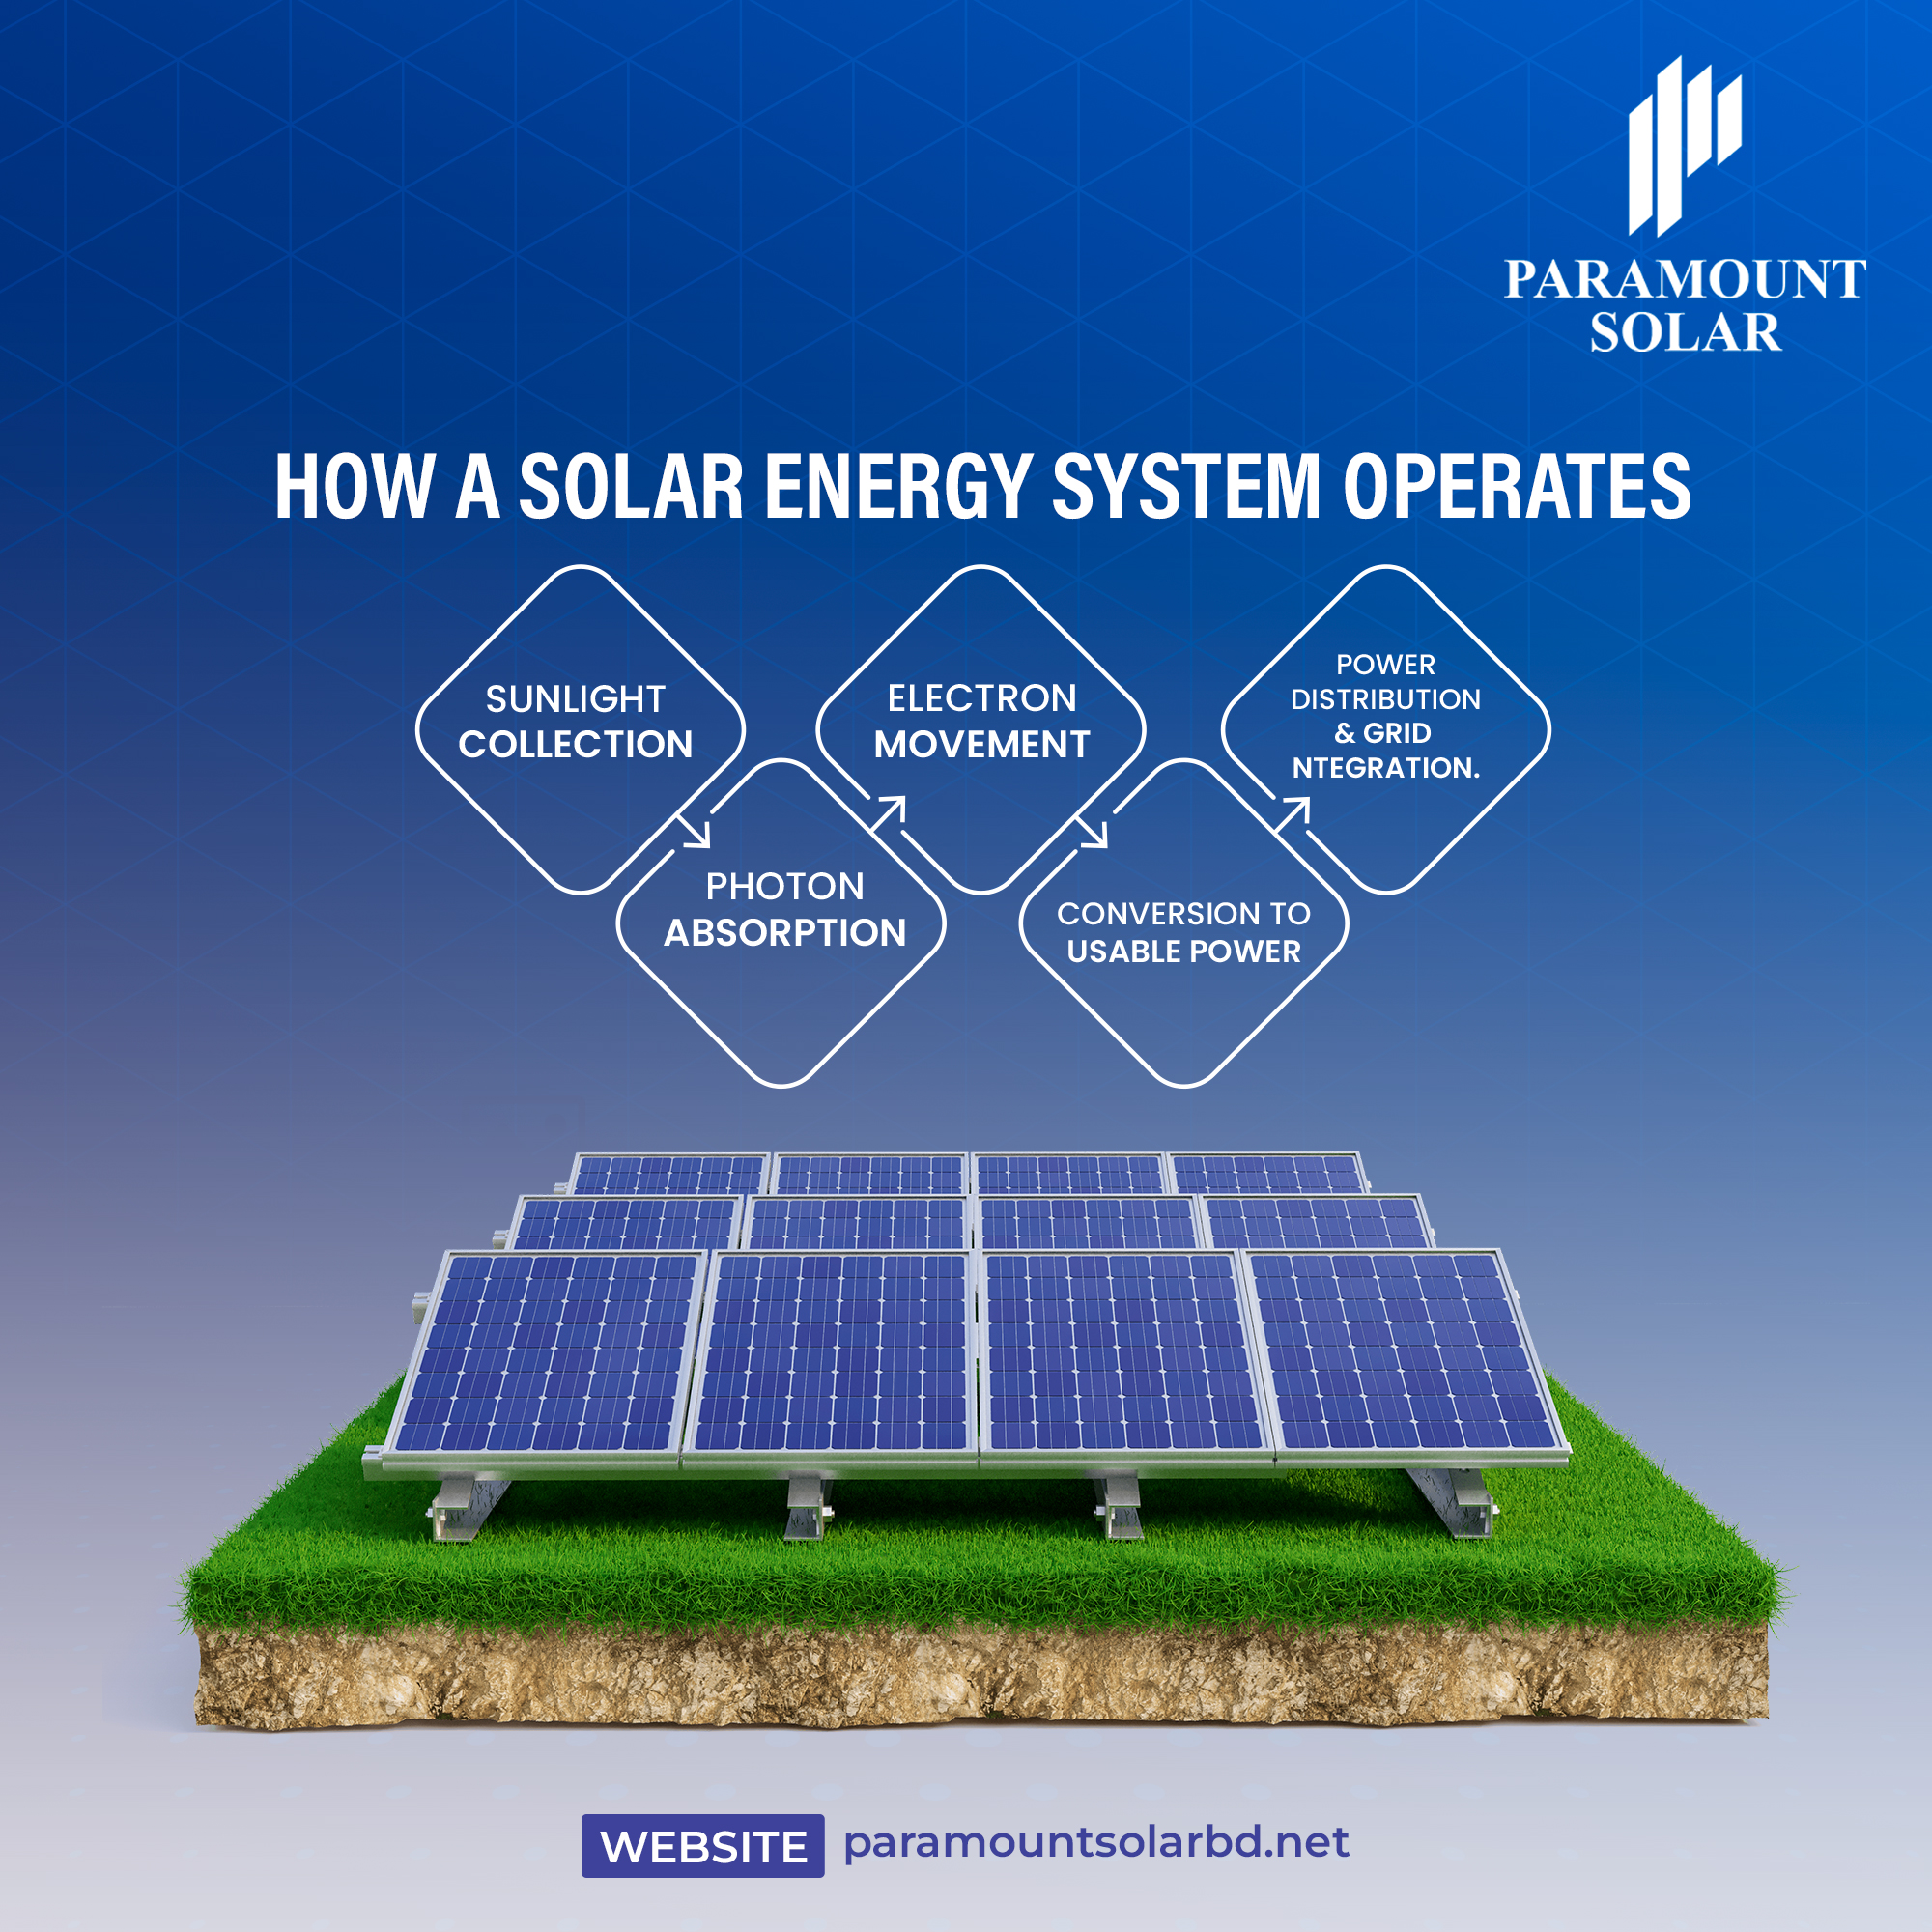 PARAMOUNT
SOLAR
HOW A SOLAR ENERGY SYSTEM OPERATES
SUNLIGHT
COLLECTION
PHOTON
ABSORPTION
ELECTRON
MOVEMENT
CONVERSION TO
USABLE POWER
POWER
DISTRIBUTION
& GRID
NTEGRATION.
WEBSITE paramountsolarbd.net